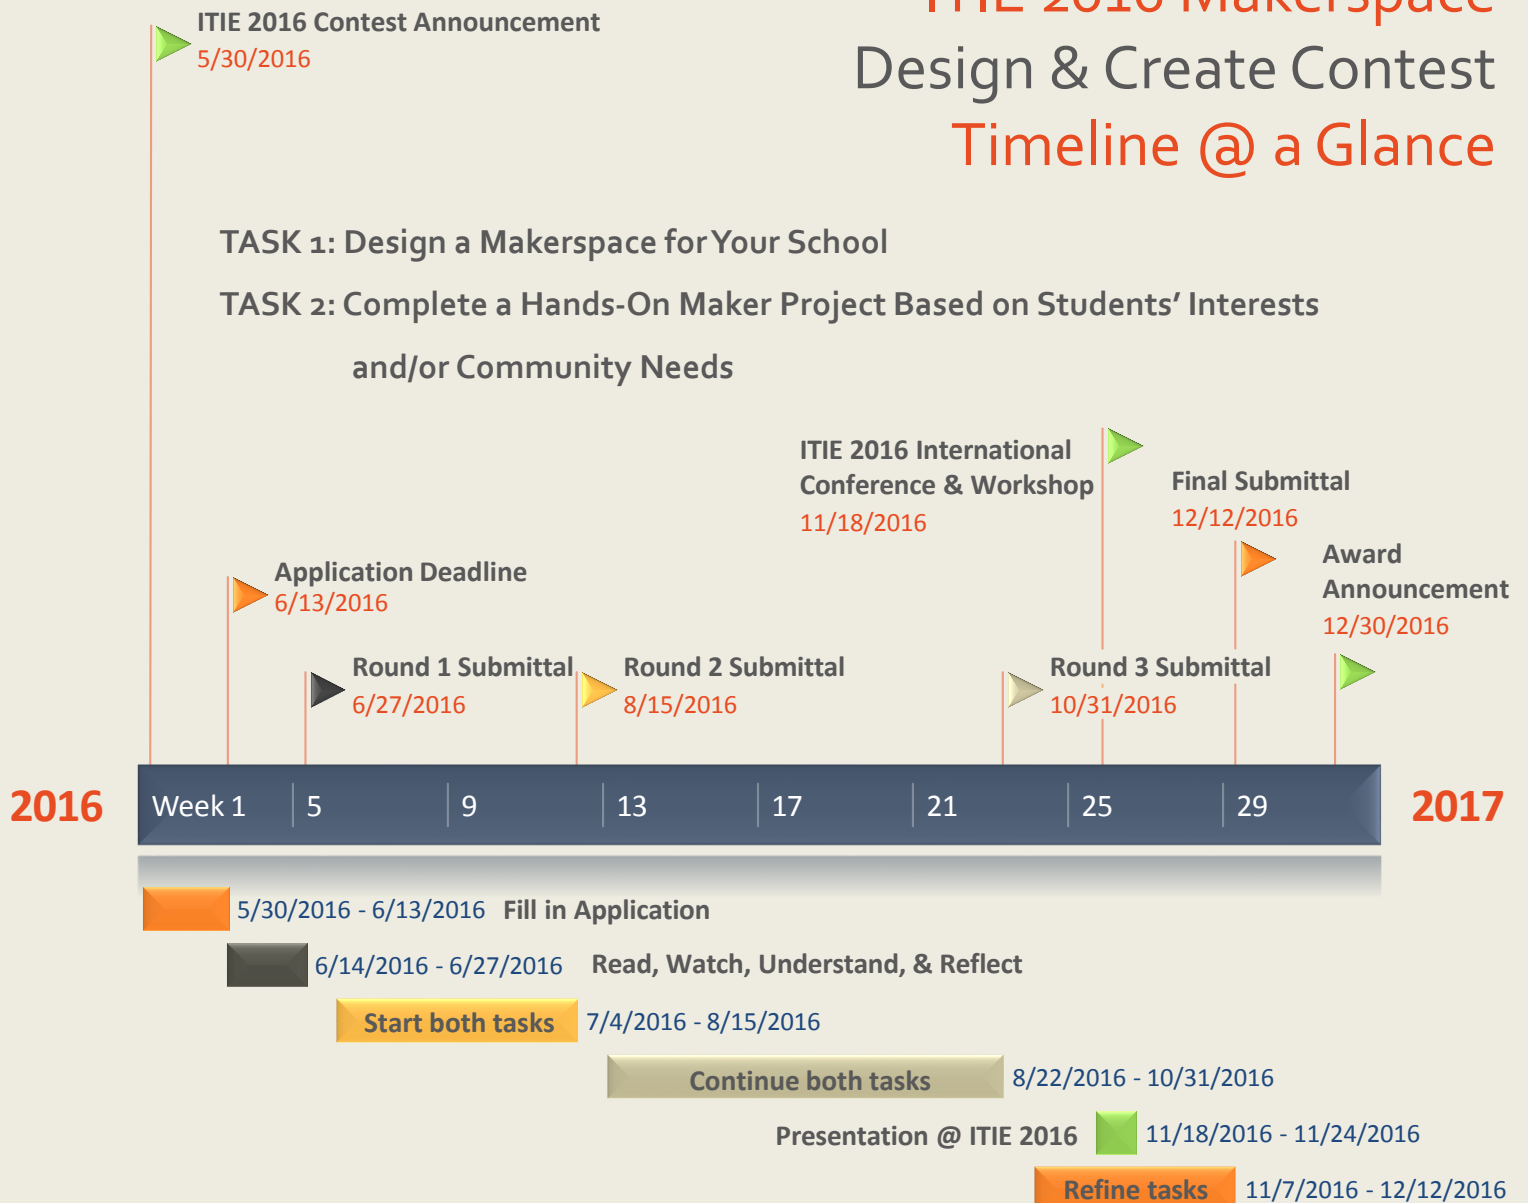 ITIE 2016 Makerspace
Design & Create Contest
Timeline @ a Glance
ITIE 2016 Contest Announcement
5/30/2016
TASK 1: Design a Makerspace for Your School
TASK 2: Complete a Hands-On Maker Project Based on Students’ Interests
and/or Community Needs
ITIE 2016 International
Conference & Workshop
11/18/2016
Final Submittal
12/12/2016
Award
Announcement
12/30/2016
Application Deadline
6/13/2016
Round 1 Submittal
6/27/2016
Round 2 Submittal
8/15/2016
Round 3 Submittal
10/31/2016
2016 Week 1 5 9 13 17 21 25 29 2017
5/30/2016 - 6/13/2016 Fill in Application
6/14/2016 - 6/27/2016 Read, Watch, Understand, & Reflect
Start both tasks 7/4/2016 - 8/15/2016
Continue both tasks 8/22/2016 - 10/31/2016
Presentation @ ITIE 2016 11/18/2016 - 11/24/2016
Refine tasks 11/7/2016 - 12/12/2016